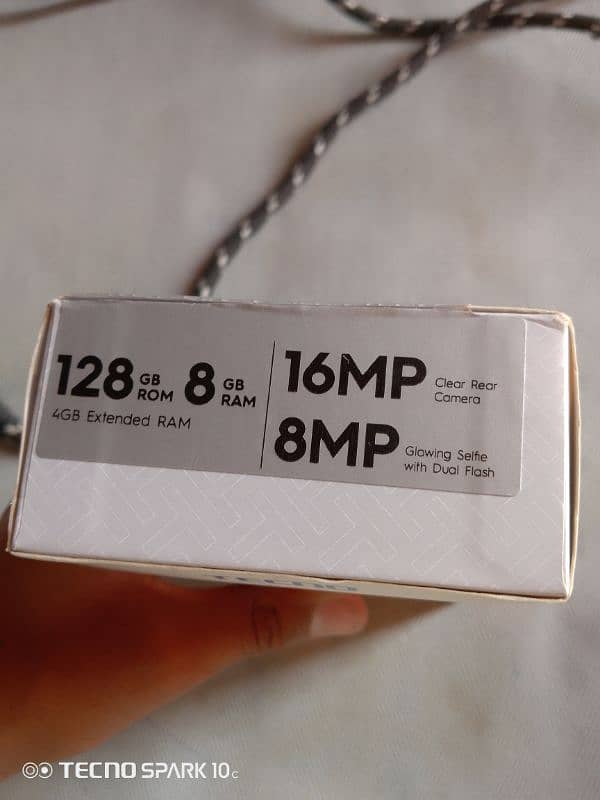 128 GB ROM 8 GB RAM
4GB Extended RAM
16MP Clear Rear Camera
8MP Glowing Selfie with Dual Flash
TECNO
TECNO SPARK 10C